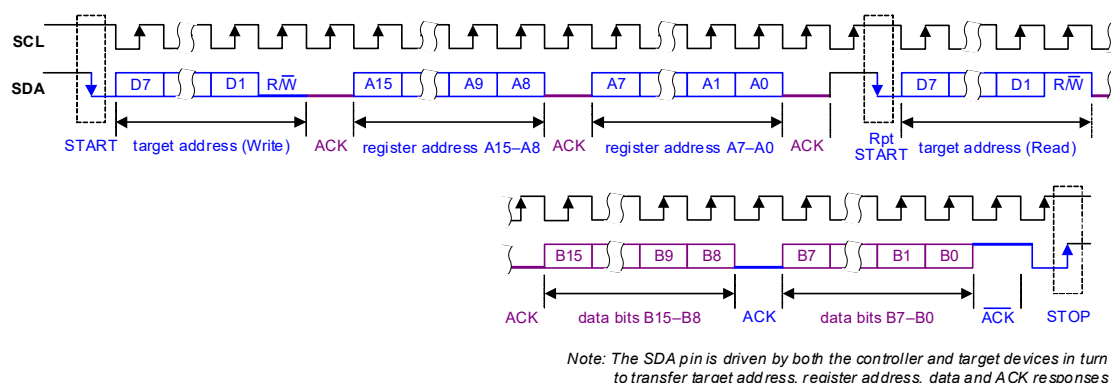 SCL
SDA
D7 D1 R/W̅ A15 A9 A8 A7 A1 A0 D7 D1 R/W̅
START target address (Write) ACK register address A15–A8 ACK register address A7–A0 ACK Rpt START target address (Read)
B15 B9 B8 B7 B1 B0
ACK data bits B15–B8 ACK data bits B7–B0 A̅C̅K̅ STOP
Note: The SDA pin is driven by both the controller and target devices in turn
to transfer target address, register address, data and ACK responses